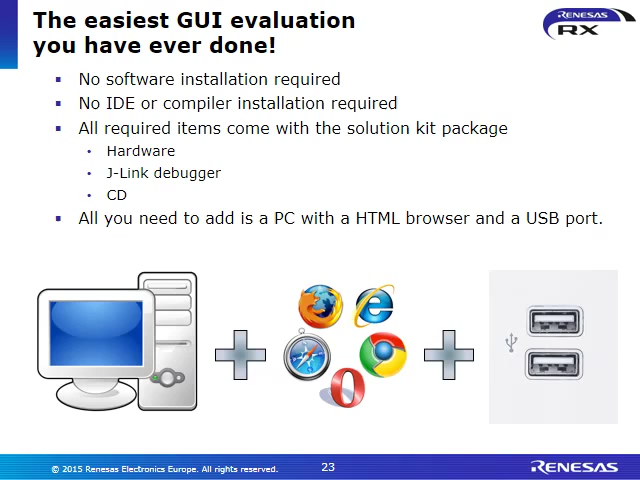 The easiest GUI evaluation
you have ever done!
RENESAS
RX
No software installation required
No IDE or compiler installation required
All required items come with the solution kit package
Hardware
J-Link debugger
CD
All you need to add is a PC with a HTML browser and a USB port.
© 2015 Renesas Electronics Europe. All rights reserved.
23
RENESAS